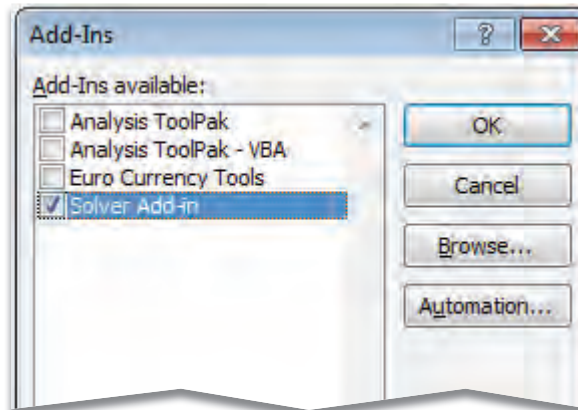 Add-Ins
?
Add-Ins available:
Analysis ToolPak
Analysis ToolPak - VBA
Euro Currency Tools
Solver Add-in
OK
Cancel
Browse...
Automation...